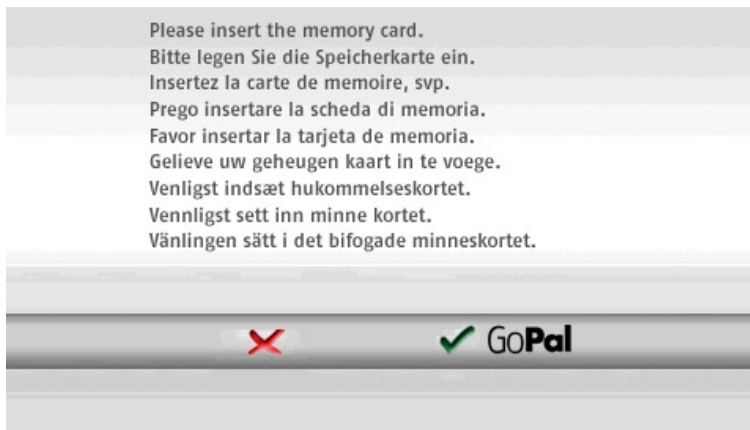 Please insert the memory card.
Bitte legen Sie die Speicherkarte ein.
Insertez la carte de memoire, svp.
Prego insertare la scheda di memoria.
Favor insertar la tarjeta de memoria.
Gelieve uw geheugen kaart in te voege.
Venligst indsæt hukommelseskortet.
Vennligst sett inn minne kortet.
Vänlingen sätt i det bifogade minneskortet.
GoPal